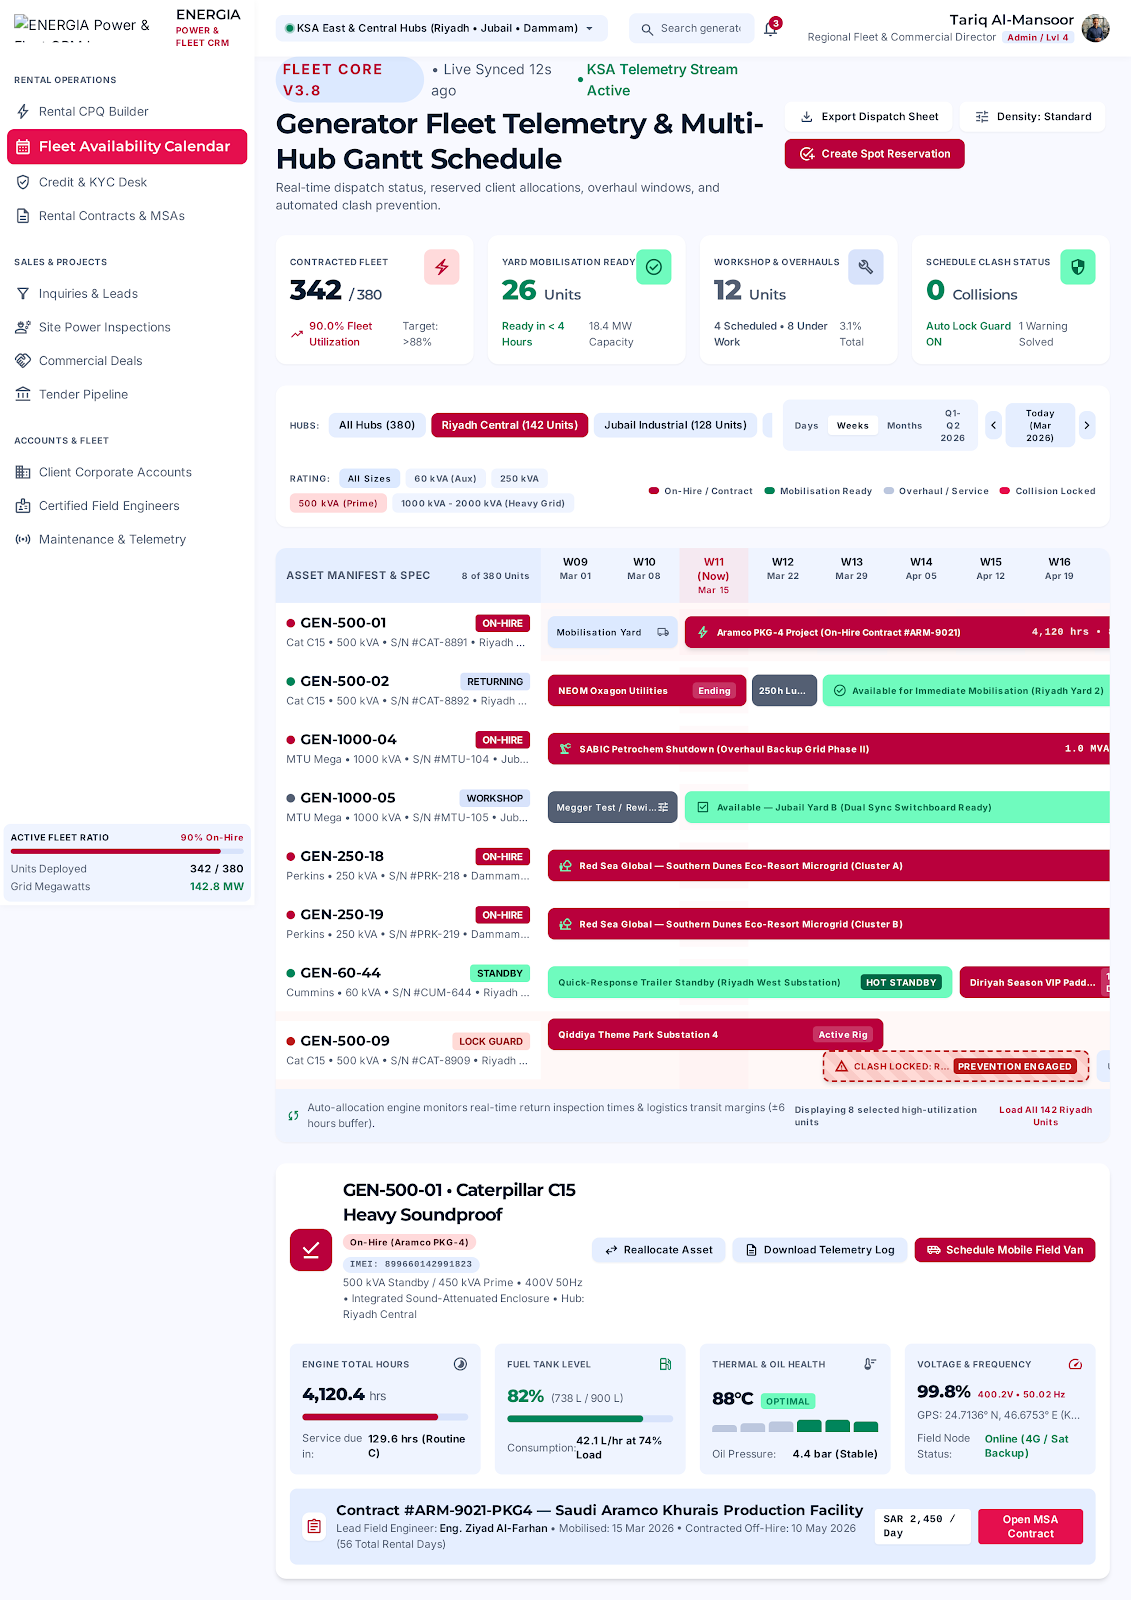 ENERGIA Power &
ENERGIA
POWER &
FLEET CRM
RENTAL OPERATIONS
Rental CPQ Builder
Fleet Availability Calendar
Credit & KYC Desk
Rental Contracts & MSAs
SALES & PROJECTS
Inquiries & Leads
Site Power Inspections
Commercial Deals
Tender Pipeline
ACCOUNTS & FLEET
Client Corporate Accounts
Certified Field Engineers
Maintenance & Telemetry
ACTIVE FLEET RATIO 90% On-Hire
Units Deployed 342 / 380
Grid Megawatts 142.8 MW
KSA East & Central Hubs (Riyadh • Jubail • Dammam)
Search generat
3
Tariq Al-Mansoor
Regional Fleet & Commercial Director Admin / Lvl 4
FLEET CORE V3.8
• Live Synced 12s ago
KSA Telemetry Stream Active
Generator Fleet Telemetry & Multi-
Hub Gantt Schedule
Real-time dispatch status, reserved client allocations, overhaul windows, and
automated clash prevention.
Export Dispatch Sheet
Density: Standard
Create Spot Reservation
CONTRACTED FLEET
342 / 380
90.0% Fleet Utilization
Target: >88%
YARD MOBILISATION READY
26 Units
Ready in < 4 Hours
18.4 MW Capacity
WORKSHOP & OVERHAULS
12 Units
4 Scheduled • 8 Under Work
3.1% Total
SCHEDULE CLASH STATUS
0 Collisions
Auto Lock Guard ON
1 Warning Solved
HUBS: All Hubs (380) Riyadh Central (142 Units) Jubail Industrial (128 Units)
Days Weeks Months Q1-Q2 2026
Today (Mar 2026)
RATING: All Sizes 60 kVA (Aux) 250 kVA
500 kVA (Prime) 1000 kVA - 2000 kVA (Heavy Grid)
On-Hire / Contract Mobilisation Ready Overhaul / Service Collision Locked
ASSET MANIFEST & SPEC 8 of 380 Units
W09 W10 W11 (Now) W12 W13 W14 W15 W16
Mar 01 Mar 08 Mar 15 Mar 22 Mar 29 Apr 05 Apr 12 Apr 19
GEN-500-01 ON-HIRE
Cat C15 • 500 kVA • S/N #CAT-8891 • Riyadh ...
Mobilisation Yard
Aramco PKG-4 Project (On-Hire Contract #ARM-9021) 4,120 hrs •
GEN-500-02 RETURNING
Cat C15 • 500 kVA • S/N #CAT-8892 • Riyadh ...
NEOM Oxagon Utilities Ending
250h Lu...
Available for Immediate Mobilisation (Riyadh Yard 2)
GEN-1000-04 ON-HIRE
MTU Mega • 1000 kVA • S/N #MTU-104 • Jub...
SABIC Petrochem Shutdown (Overhaul Backup Grid Phase II) 1.0 MVA
GEN-1000-05 WORKSHOP
MTU Mega • 1000 kVA • S/N #MTU-105 • Jub...
Megger Test / Rewi...
Available — Jubail Yard B (Dual Sync Switchboard Ready)
GEN-250-18 ON-HIRE
Perkins • 250 kVA • S/N #PRK-218 • Dammam...
Red Sea Global — Southern Dunes Eco-Resort Microgrid (Cluster A)
GEN-250-19 ON-HIRE
Perkins • 250 kVA • S/N #PRK-219 • Dammam...
Red Sea Global — Southern Dunes Eco-Resort Microgrid (Cluster B)
GEN-60-44 STANDBY
Cummins • 60 kVA • S/N #CUM-644 • Riyadh ...
Quick-Response Trailer Standby (Riyadh West Substation) HOT STANDBY
Diriyah Season VIP Padd...
GEN-500-09 LOCK GUARD
Cat C15 • 500 kVA • S/N #CAT-8909 • Riyadh ...
Qiddiya Theme Park Substation 4 Active Rig
CLASH LOCKED: R... PREVENTION ENGAGED
Auto-allocation engine monitors real-time return inspection times & logistics transit margins (±6
hours buffer).
Displaying 8 selected high-utilization
units
Load All 142 Riyadh
Units
GEN-500-01 • Caterpillar C15
Heavy Soundproof
On-Hire (Aramco PKG-4)
IMEI: 899660142991823
500 kVA Standby / 450 kVA Prime • 400V 50Hz
• Integrated Sound-Attenuated Enclosure • Hub:
Riyadh Central
Reallocate Asset
Download Telemetry Log
Schedule Mobile Field Van
ENGINE TOTAL HOURS
4,120.4 hrs
Service due in: 129.6 hrs (Routine C)
FUEL TANK LEVEL
82% (738 L / 900 L)
Consumption: 42.1 L/hr at 74% Load
THERMAL & OIL HEALTH
88°C OPTIMAL
Oil Pressure: 4.4 bar (Stable)
VOLTAGE & FREQUENCY
99.8% 400.2V • 50.02 Hz
GPS: 24.7136° N, 46.6753° E (K...
Field Node Status: Online (4G / Sat Backup)
Contract #ARM-9021-PKG4 — Saudi Aramco Khurais Production Facility
Lead Field Engineer: Eng. Ziyad Al-Farhan • Mobilised: 15 Mar 2026 • Contracted Off-Hire: 10 May 2026
(56 Total Rental Days)
SAR 2,450 /
Day
Open MSA
Contract